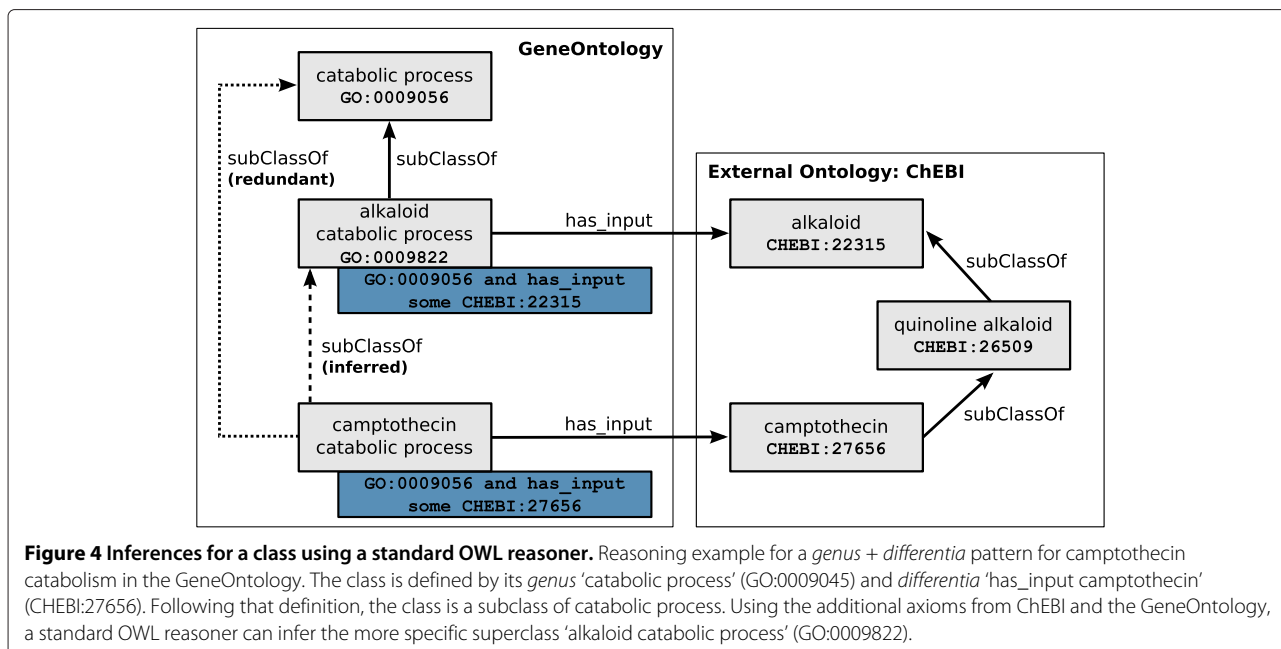 GeneOntology
catabolic process
GO:0009056
subClassOf
(redundant)
subClassOf
alkaloid
catabolic process
GO:0009822
GO:0009056 and has_input
some CHEBI:22315
has_input
subClassOf
(inferred)
camptothecin
catabolic process
GO:0009056 and has_input
some CHEBI:27656
has_input
External Ontology: ChEBI
alkaloid
CHEBI:22315
subClassOf
quinoline alkaloid
CHEBI:26509
subClassOf
camptothecin
CHEBI:27656
Figure 4 Inferences for a class using a standard OWL reasoner. Reasoning example for a genus + differentia pattern for camptothecin
catabolism in the GeneOntology. The class is defined by its genus ‘catabolic process’ (GO:0009045) and differentia ‘has_input camptothecin’
(CHEBI:27656). Following that definition, the class is a subclass of catabolic process. Using the additional axioms from ChEBI and the GeneOntology,
a standard OWL reasoner can infer the more specific superclass ‘alkaloid catabolic process’ (GO:0009822).